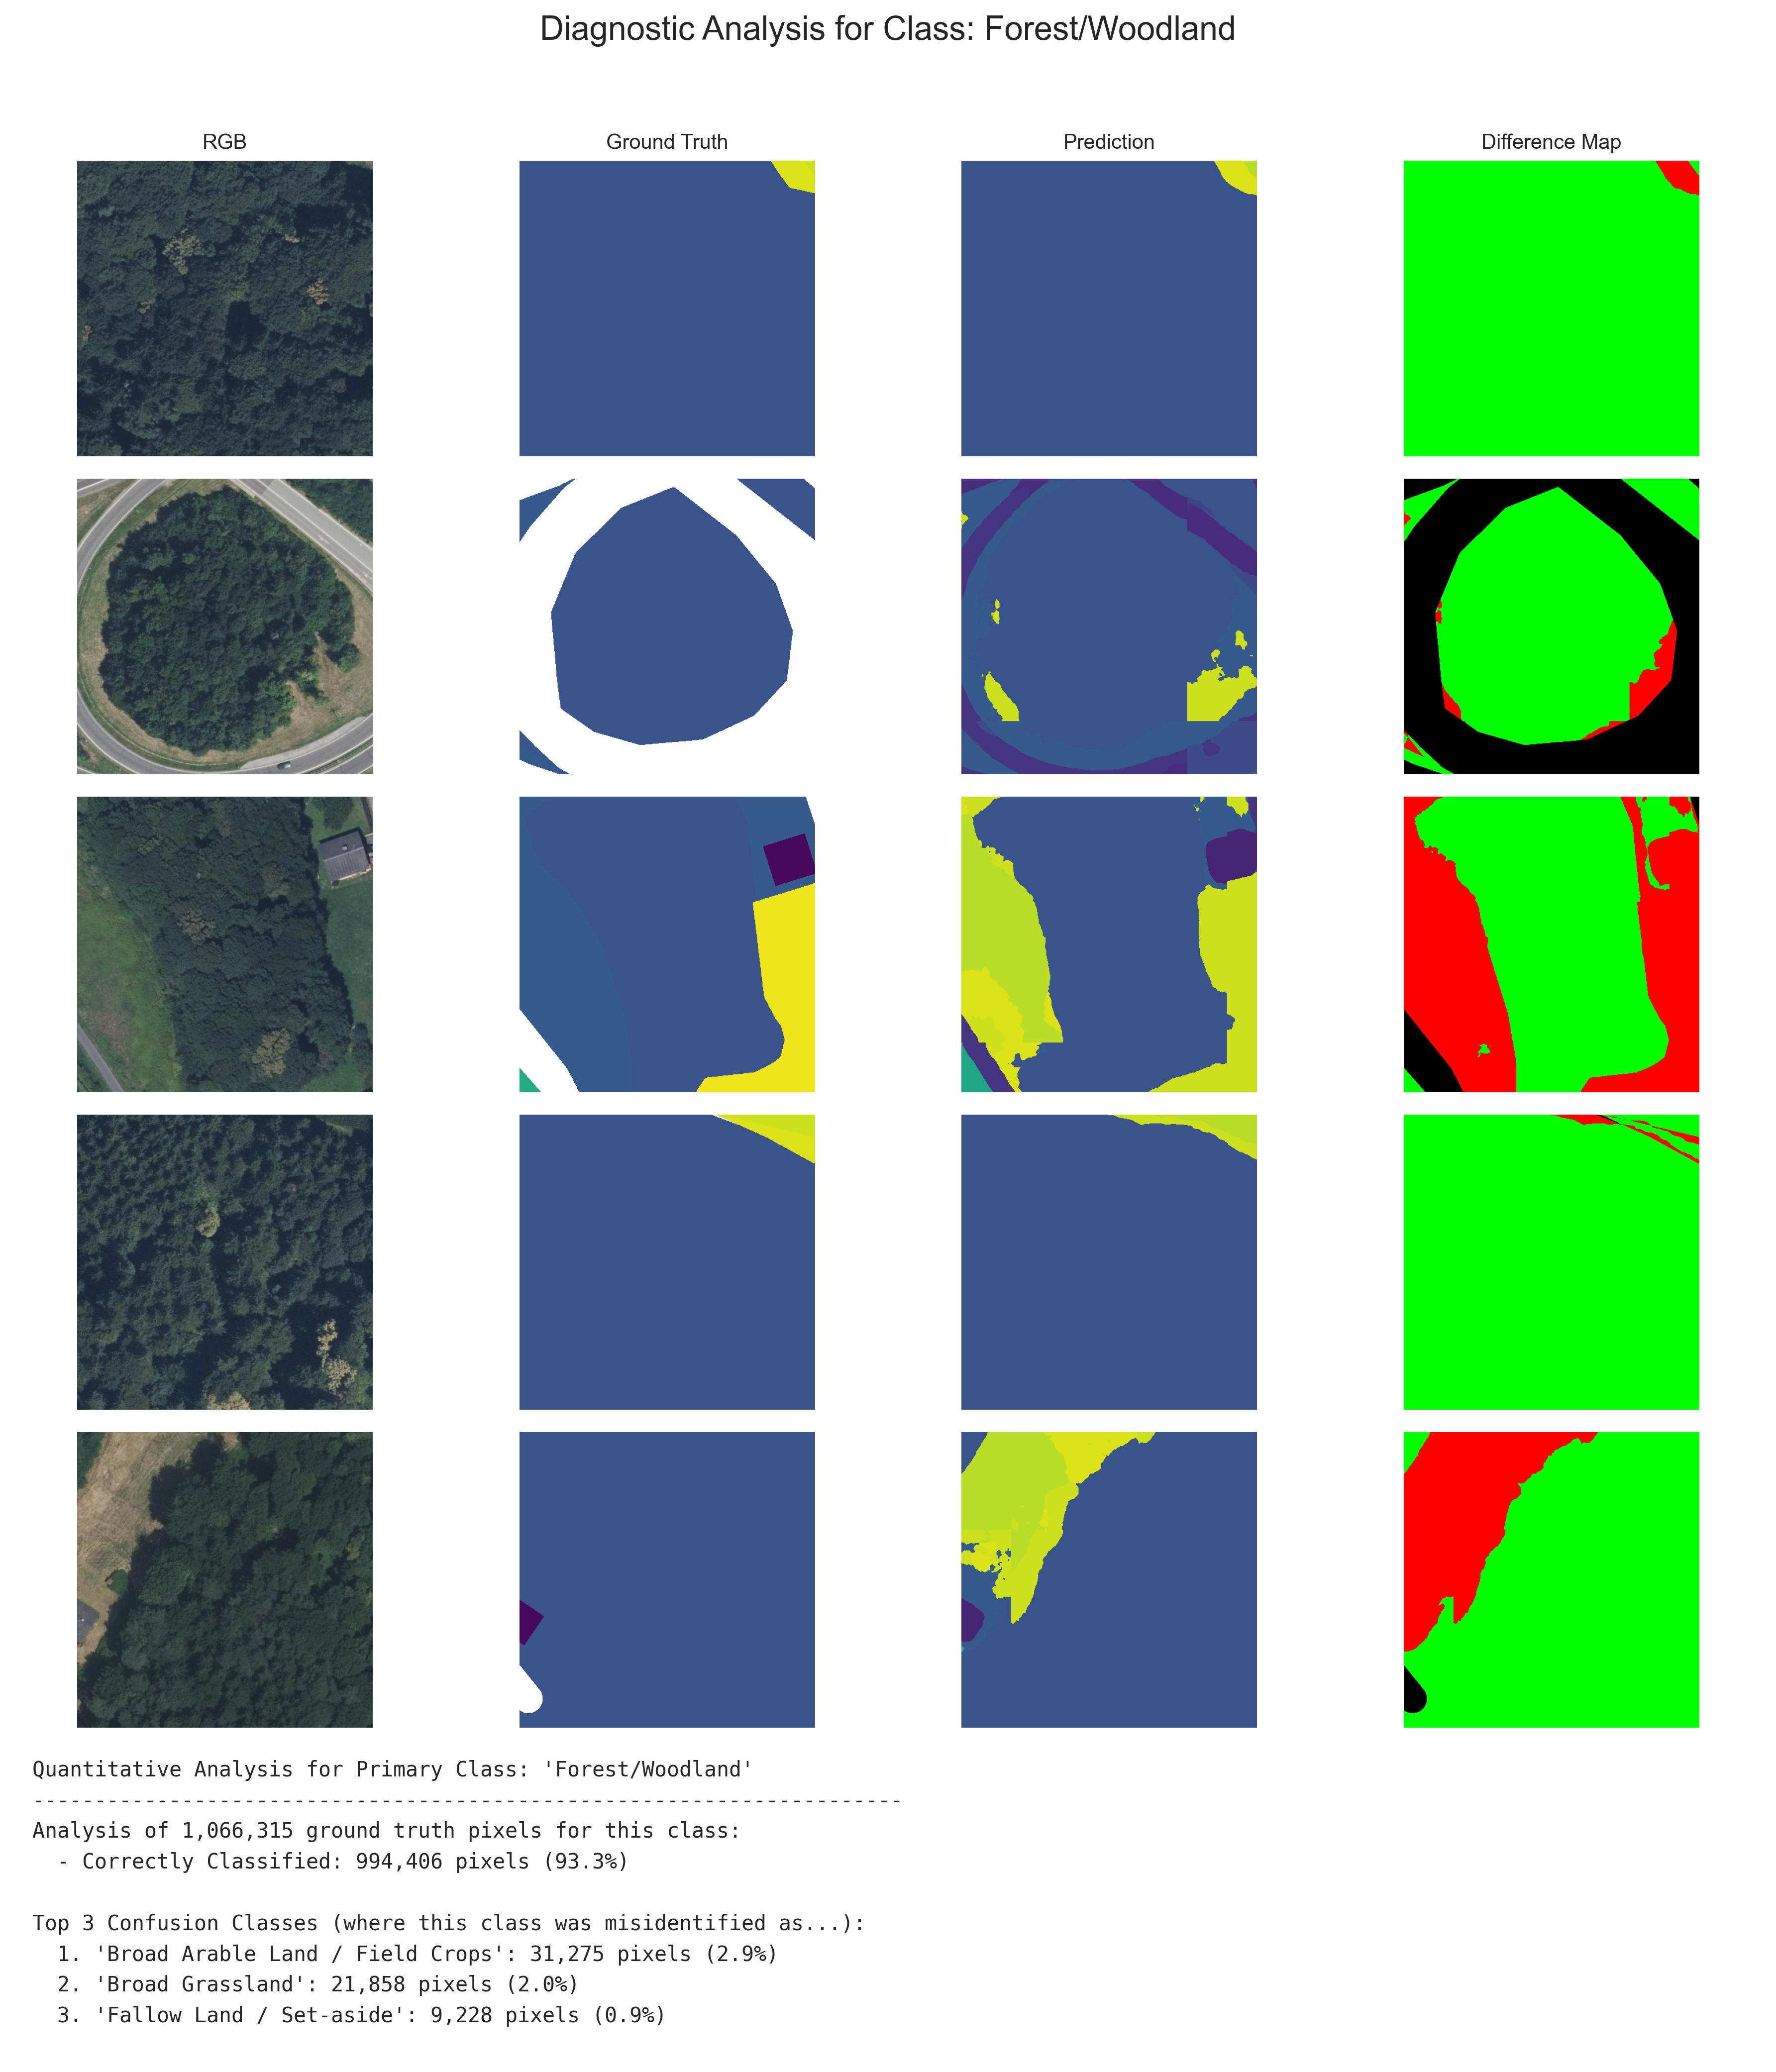 Diagnostic Analysis for Class: Forest/Woodland
RGB
Ground Truth
Prediction
Difference Map
Quantitative Analysis for Primary Class: 'Forest/Woodland'
----------------------------------------------------------------------
Analysis of 1,066,315 ground truth pixels for this class:
- Correctly Classified: 994,406 pixels (93.3%)
Top 3 Confusion Classes (where this class was misidentified as...):
1. 'Broad Arable Land / Field Crops': 31,275 pixels (2.9%)
2. 'Broad Grassland': 21,858 pixels (2.0%)
3. 'Fallow Land / Set-aside': 9,228 pixels (0.9%)